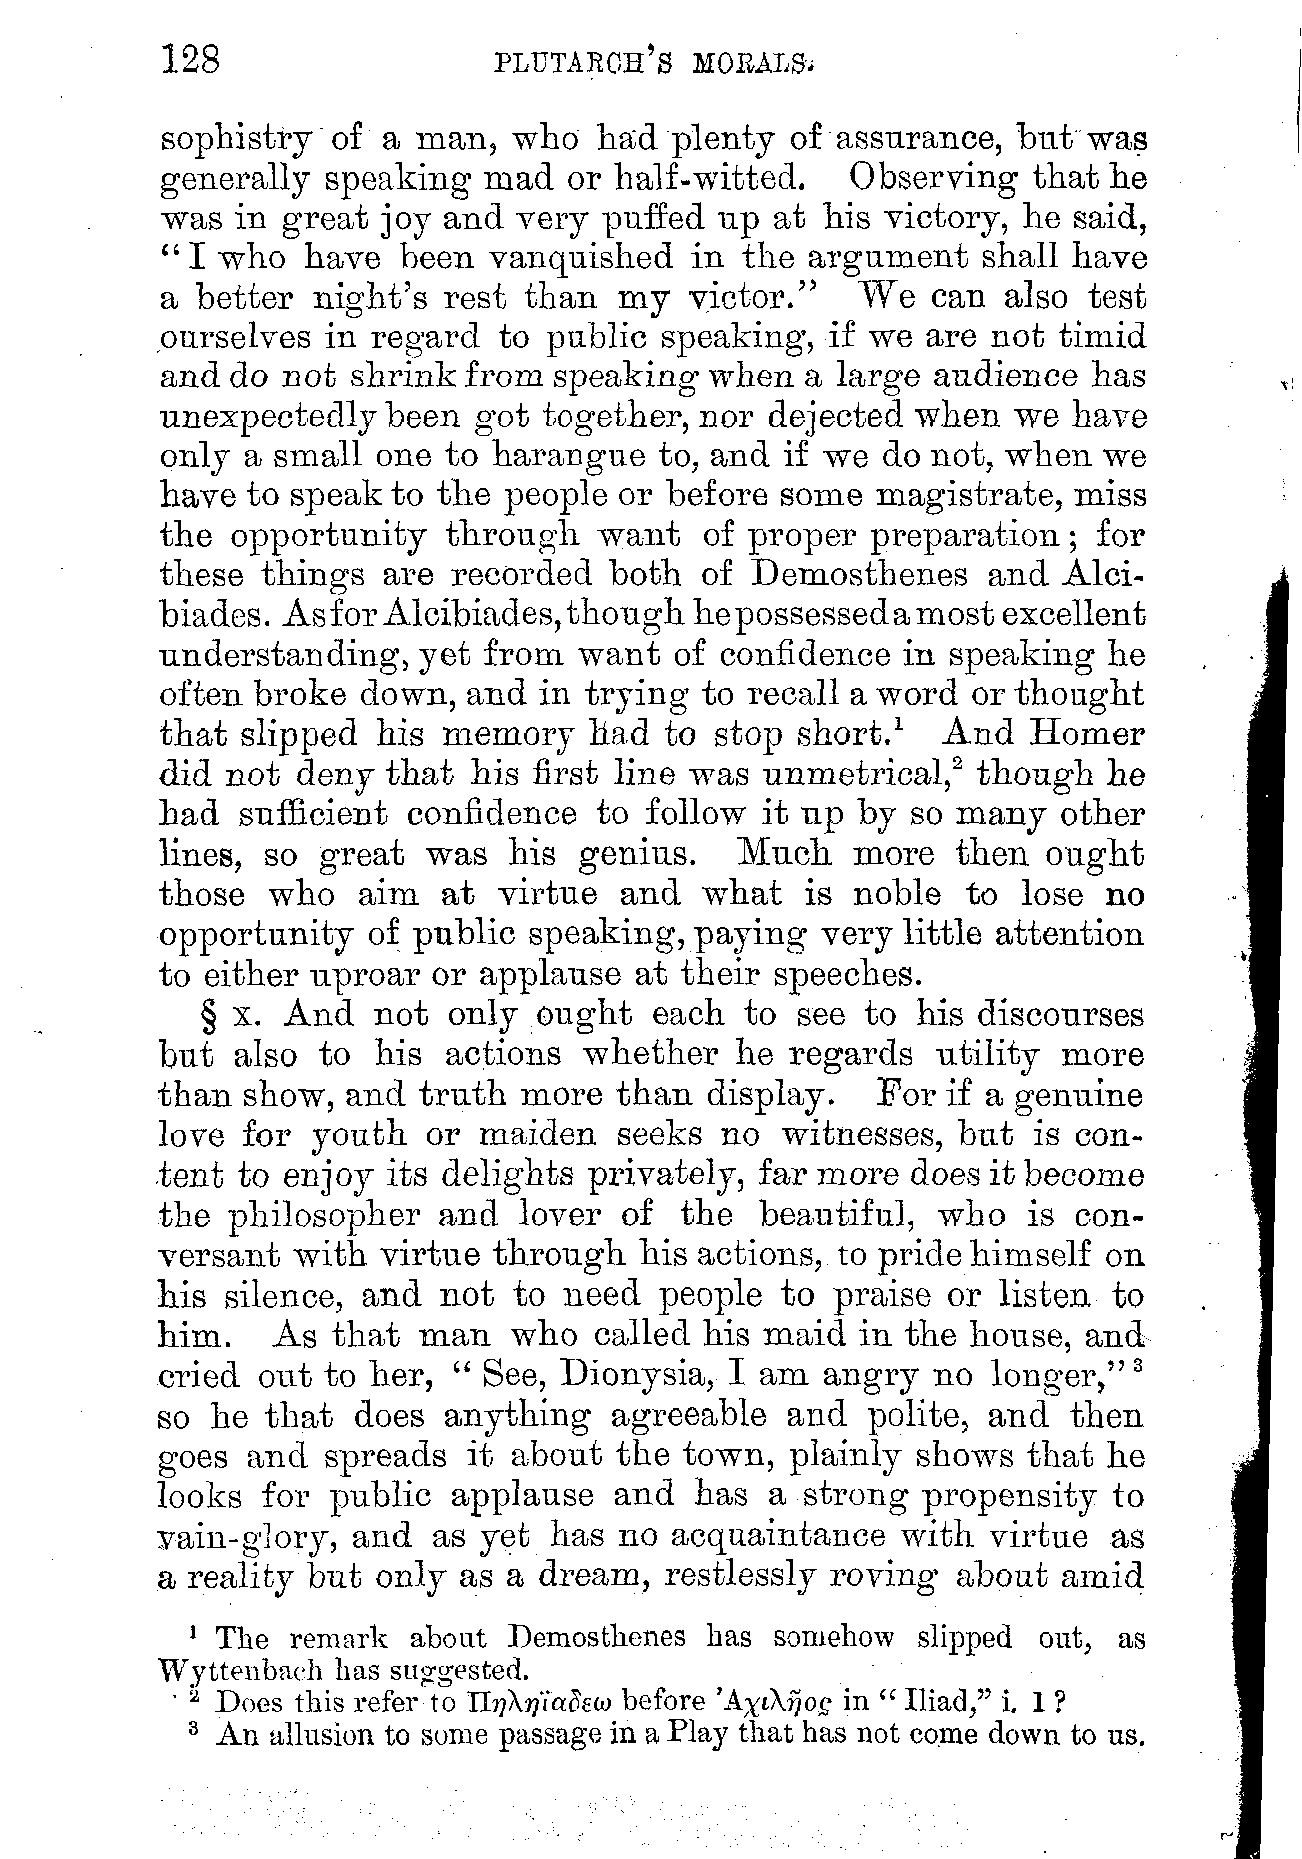 128 PLUTARCH'S MORALS.
sophistry of a man, who had plenty of assurance, but was
generally speaking mad or half-witted. Observing that he
was in great joy and very puffed up at his victory, he said,
“I who have been vanquished in the argument shall have
a better night's rest than my victor.” We can also test
ourselves in regard to public speaking, if we are not timid
and do not shrink from speaking when a large audience has
unexpectedly been got together, nor dejected when we have
only a small one to harangue to, and if we do not, when we
have to speak to the people or before some magistrate, miss
the opportunity through want of proper preparation; for
these things are recorded both of Demosthenes and Alci-
biades. As for Alcibiades, though he possessed a most excellent
understanding, yet from want of confidence in speaking he
often broke down, and in trying to recall a word or thought
that slipped his memory had to stop short.¹ And Homer
did not deny that his first line was unmetrical,² though he
had sufficient confidence to follow it up by so many other
lines, so great was his genius. Much more then ought
those who aim at virtue and what is noble to lose no
opportunity of public speaking, paying very little attention
to either uproar or applause at their speeches.
§ X. And not only ought each to see to his discourses
but also to his actions whether he regards utility more
than show, and truth more than display. For if a genuine
love for youth or maiden seeks no witnesses, but is con-
tent to enjoy its delights privately, far more does it become
the philosopher and lover of the beautiful, who is con-
versant with virtue through his actions, to pride himself on
his silence, and not to need people to praise or listen to
him. As that man who called his maid in the house, and
cried out to her, “See, Dionysia, I am angry no longer,”³
so he that does anything agreeable and polite, and then
goes and spreads it about the town, plainly shows that he
looks for public applause and has a strong propensity to
vain-glory, and as yet has no acquaintance with virtue as
a reality but only as a dream, restlessly roving about amid
¹ The remark about Demosthenes has somehow slipped out, as
Wyttenbach has suggested.
² Does this refer to Πηληϊαδεω before Ἀχιλῆος in “Iliad,” i. 1?
³ An allusion to some passage in a Play that has not come down to us.